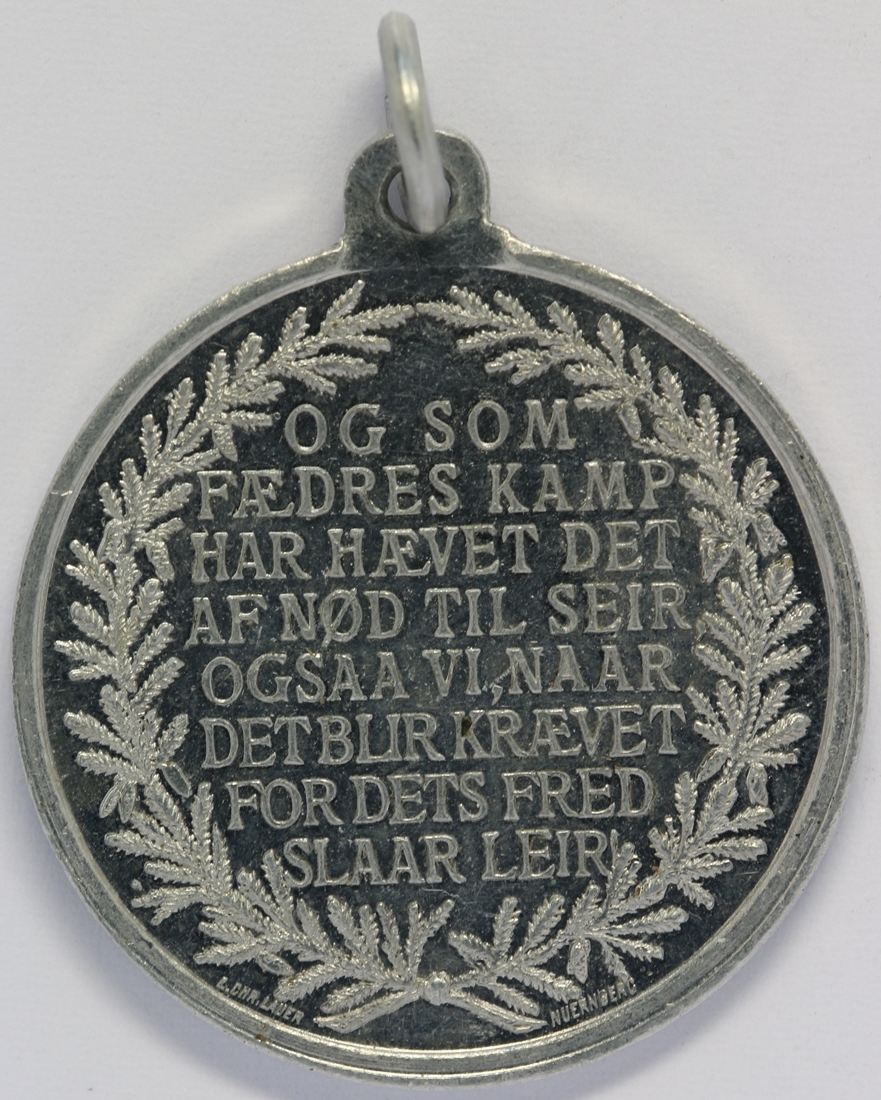 OG SOM
FÆDRES KAMP
HAR HÆVET DET
AF NØD TIL SEIR
OGSAA VI, NAAR
DET BLIR KRÆVET
FOR DETS FRED
SLAAR LEIR!
L. CHR. LAUER
NUERNBERG